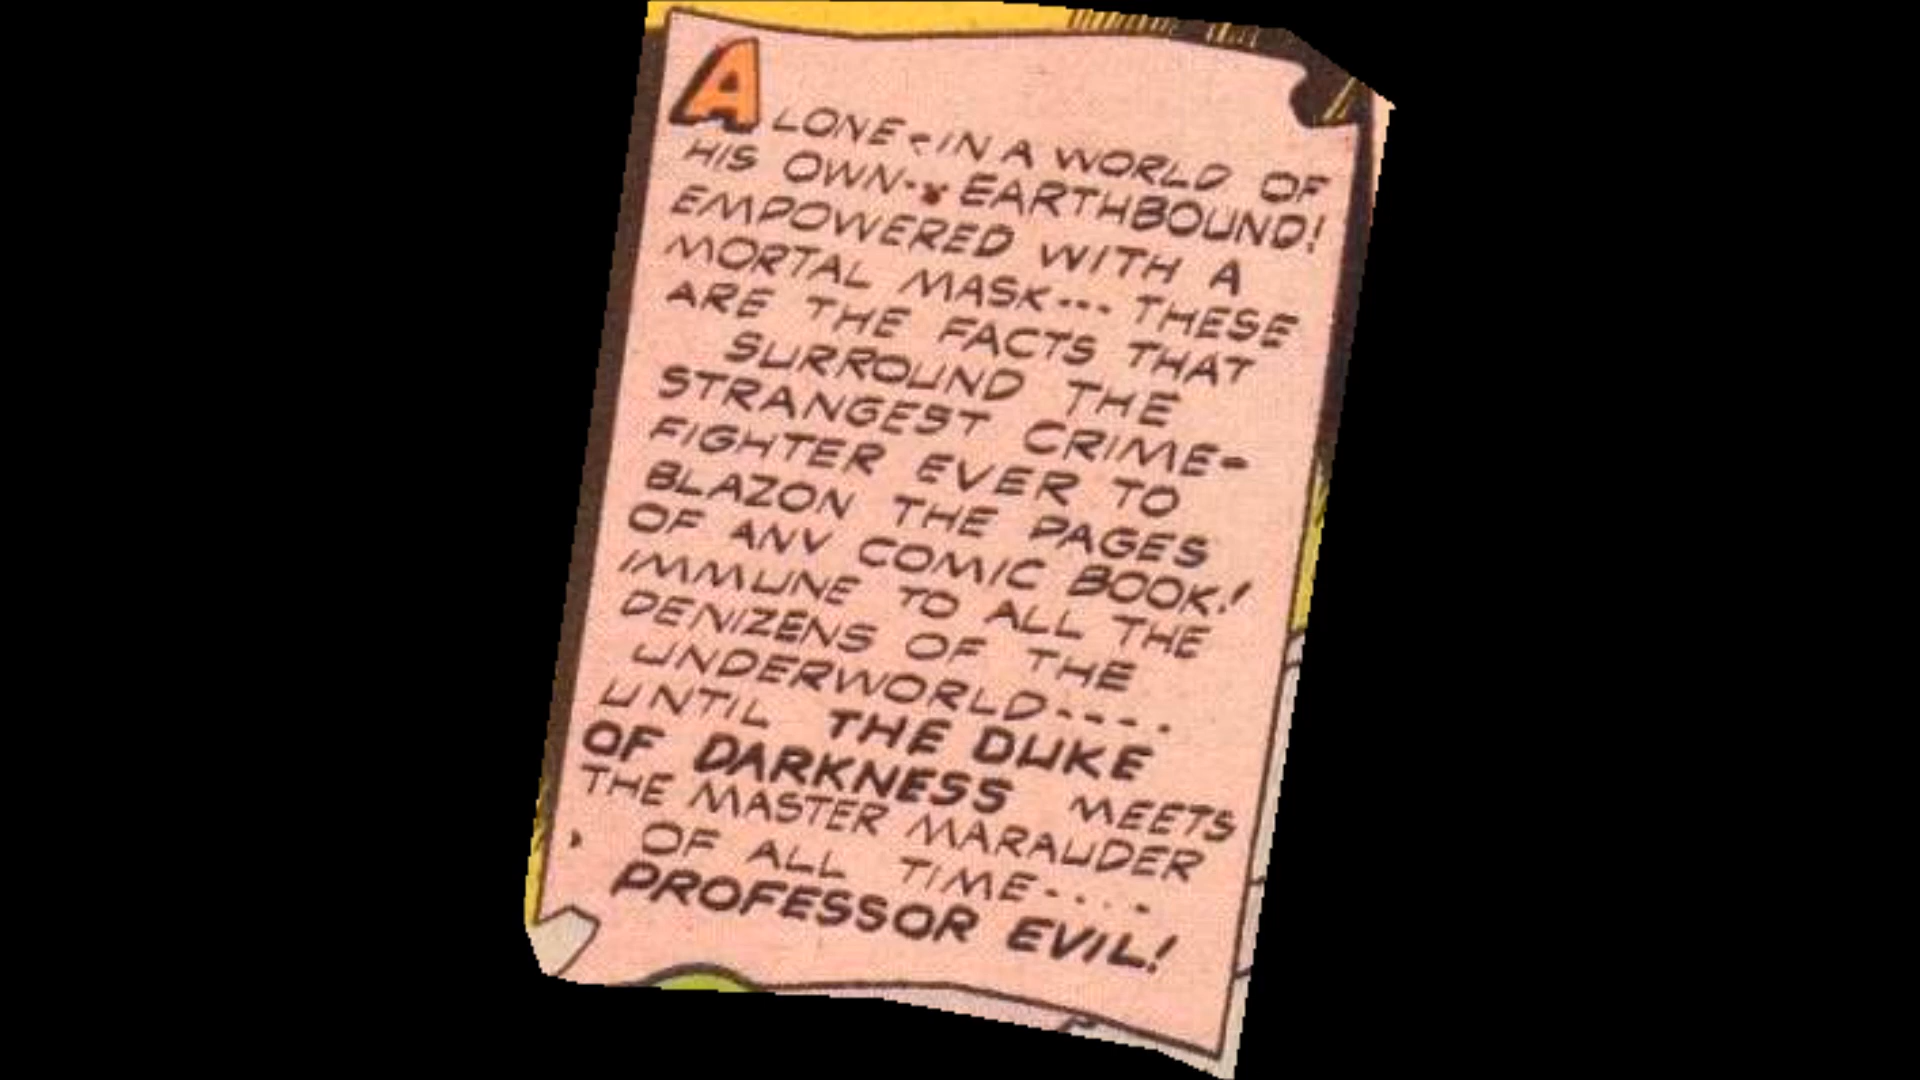 ALONE--IN A WORLD OF
HIS OWN-- EARTHBOUND!
EMPOWERED WITH A
MORTAL MASK--- THESE
ARE THE FACTS THAT
SURROUND THE
STRANGEST CRIME-
FIGHTER EVER TO
BLAZON THE PAGES
OF ANY COMIC BOOK!
IMMUNE TO ALL THE
DENIZENS OF THE
UNDERWORLD----
UNTIL THE DUKE
OF DARKNESS MEETS
THE MASTER MARAUDER
OF ALL TIME----
PROFESSOR EVIL!